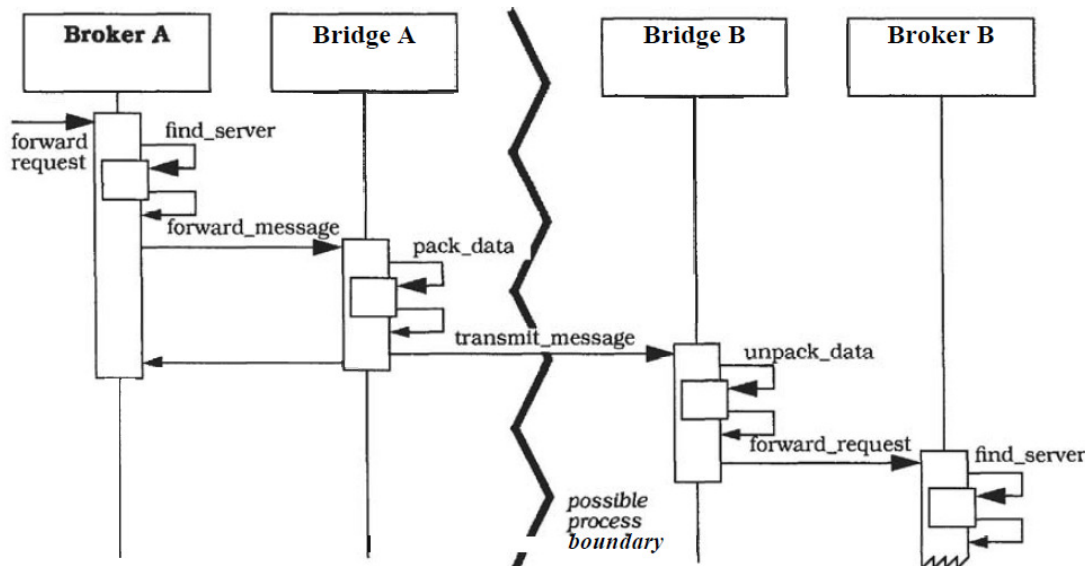 Broker A
Bridge A
Bridge B
Broker B
forward
request
find_server
forward_message
pack_data
transmit_message
unpack_data
forward_request
find_server
possible
process
boundary